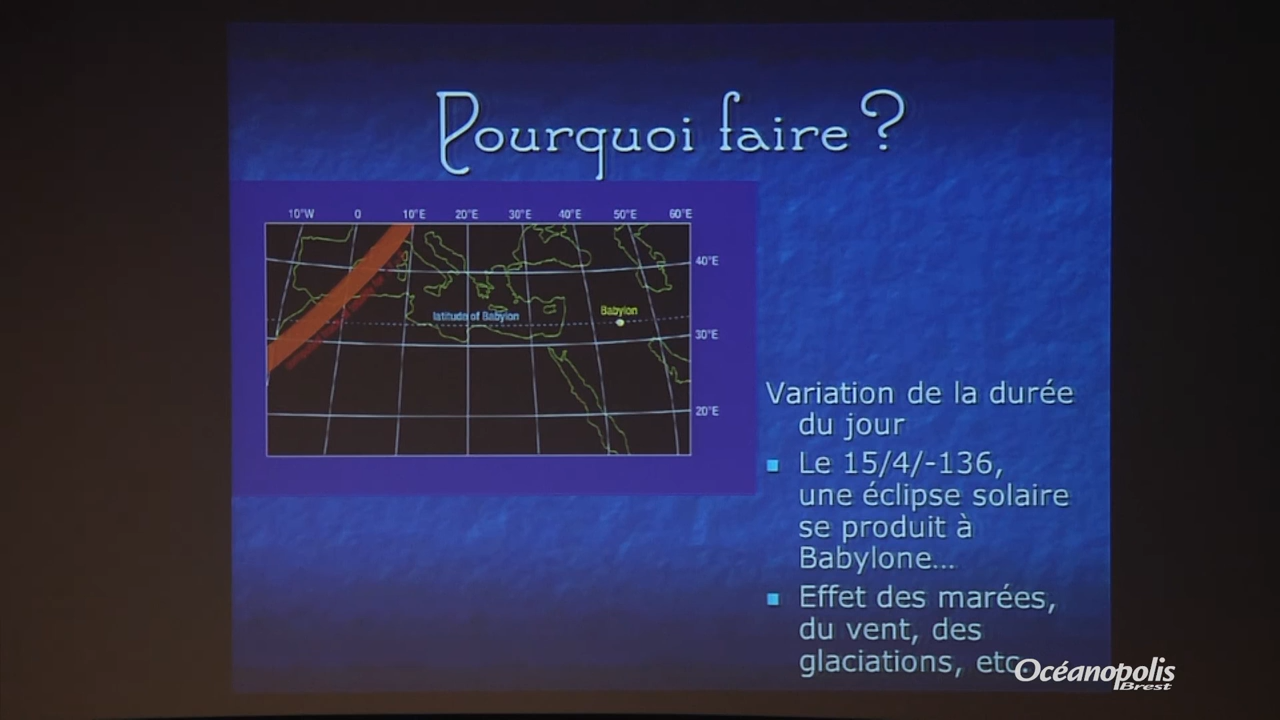 Pourquoi faire ?
10°W 0 10°E 20°E 30°E 40°E 50°E 60°E
40°E
Babylon
latitude of Babylon
30°E
20°E
Variation de la durée
du jour
Le 15/4/-136,
une éclipse solaire
se produit à
Babylone...
Effet des marées,
du vent, des
glaciations, etc.
Océanopolis
Brest